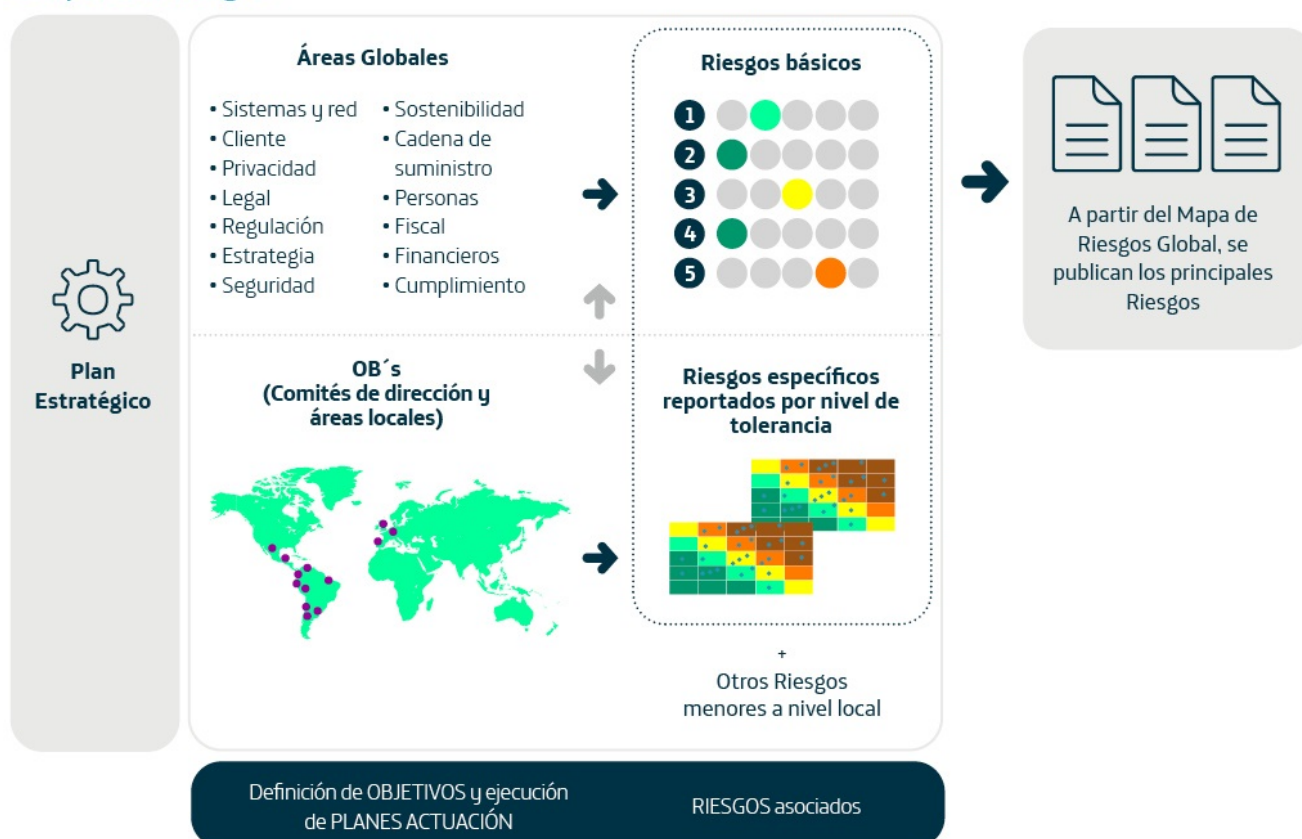 Plan
Estratégico
Áreas Globales
• Sistemas y red
• Cliente
• Privacidad
• Legal
• Regulación
• Estrategia
• Seguridad
• Sostenibilidad
• Cadena de
suministro
• Personas
• Fiscal
• Financieros
• Cumplimiento
Riesgos básicos
1
2
3
4
5
OB´s
(Comités de dirección y
áreas locales)
Riesgos específicos
reportados por nivel de
tolerancia
+
Otros Riesgos
menores a nivel local
A partir del Mapa de
Riesgos Global, se
publican los principales
Riesgos
Definición de OBJETIVOS y ejecución
de PLANES ACTUACIÓN
RIESGOS asociados